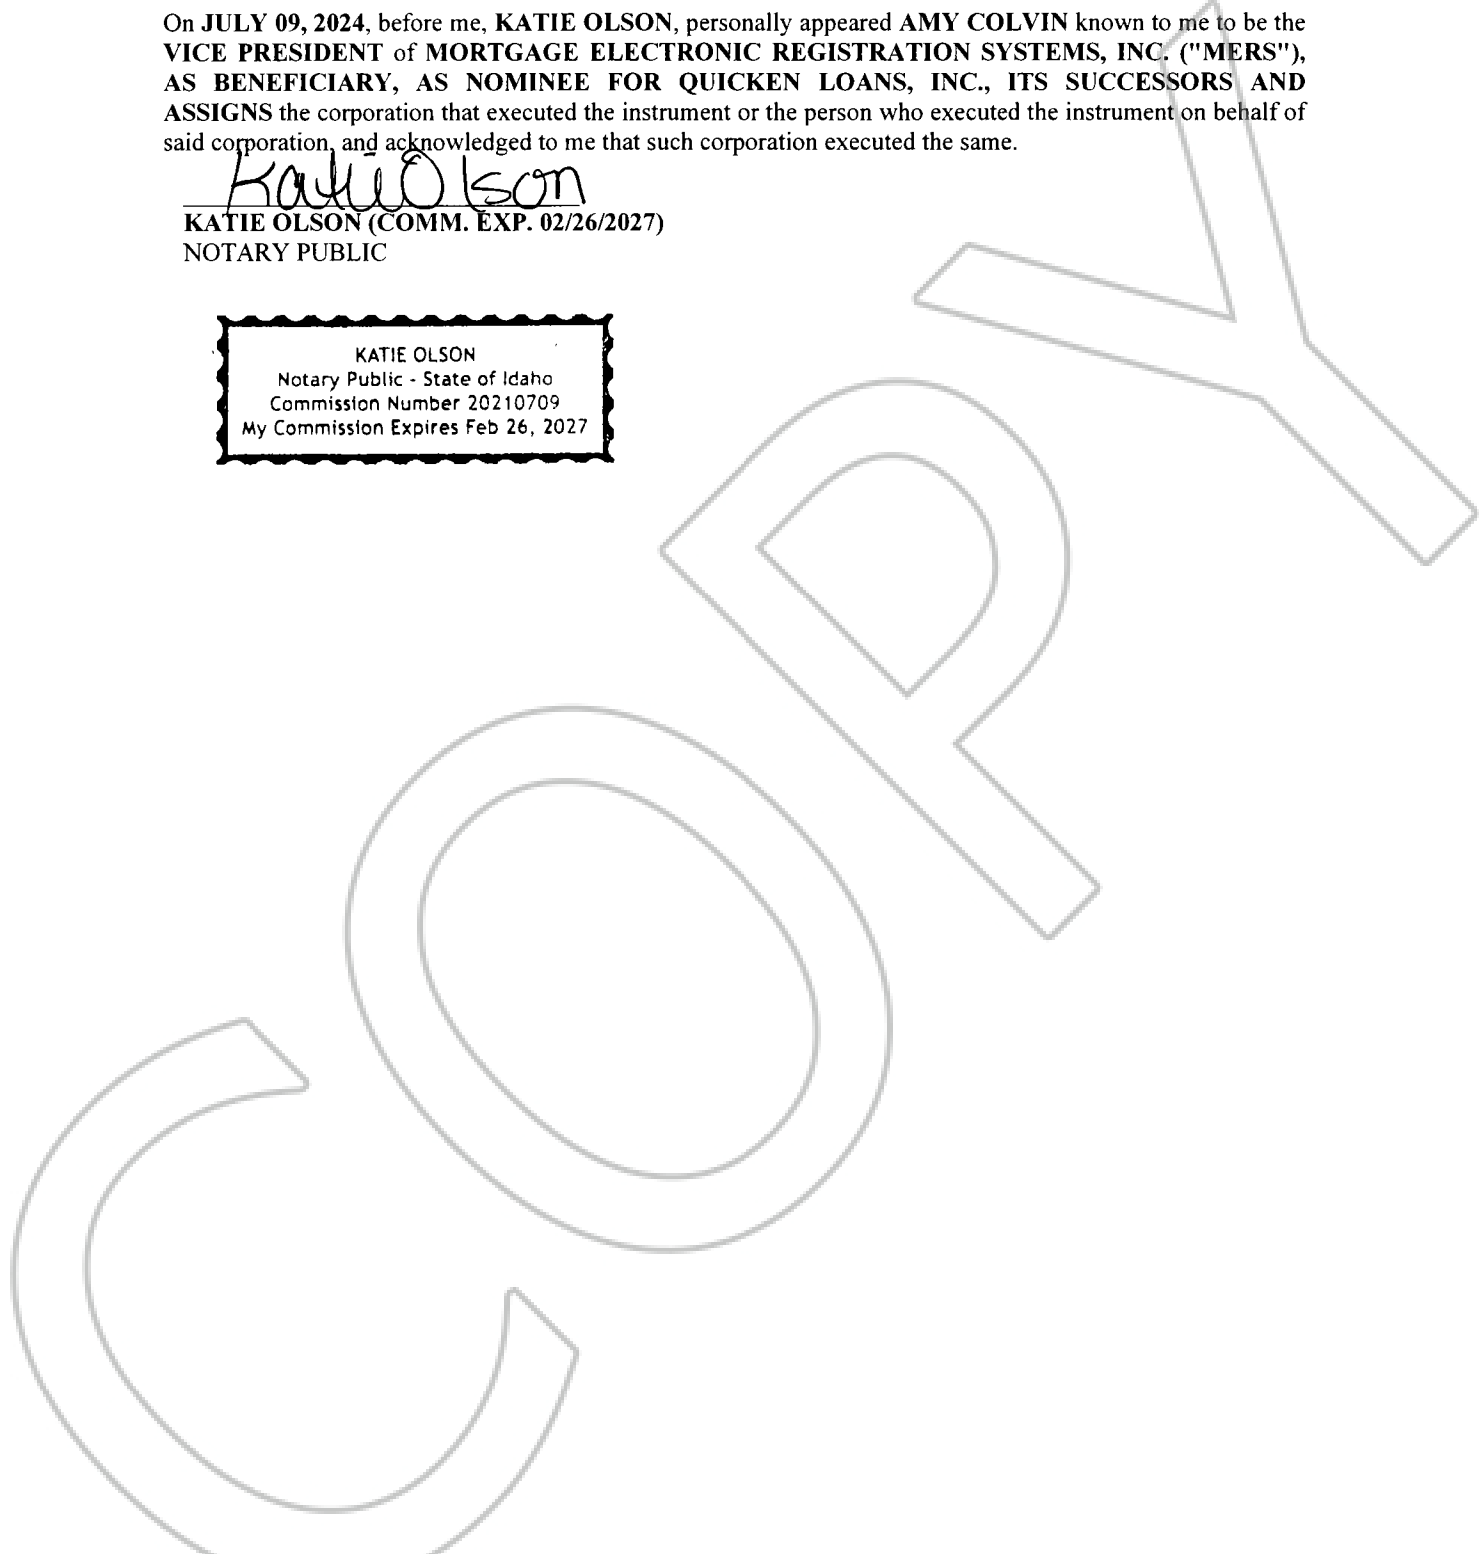 On JULY 09, 2024, before me, KATIE OLSON, personally appeared AMY COLVIN known to me to be the
VICE PRESIDENT of MORTGAGE ELECTRONIC REGISTRATION SYSTEMS, INC. ("MERS"),
AS BENEFICIARY, AS NOMINEE FOR QUICKEN LOANS, INC., ITS SUCCESSORS AND
ASSIGNS the corporation that executed the instrument or the person who executed the instrument on behalf of
said corporation, and acknowledged to me that such corporation executed the same.
Katie Olson
KATIE OLSON (COMM. EXP. 02/26/2027)
NOTARY PUBLIC
KATIE OLSON
Notary Public - State of Idaho
Commission Number 20210709
My Commission Expires Feb 26, 2027
COPY